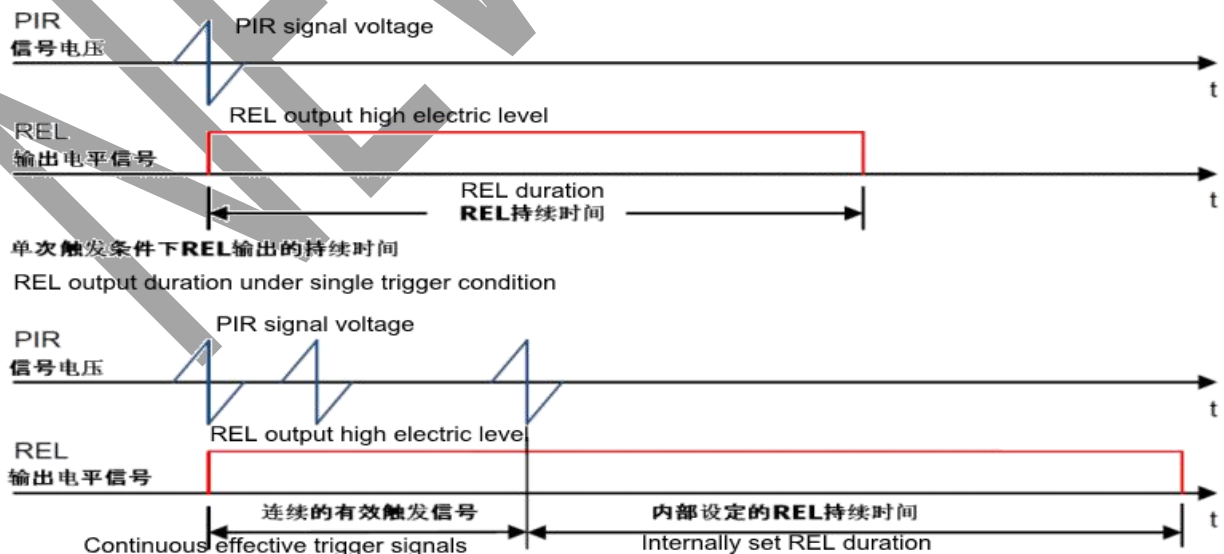 PIR
信号电压
PIR signal voltage
t
REL output high electric level
REL
输出电平信号
t
REL duration
REL持续时间
单次触发条件下REL输出的持续时间
REL output duration under single trigger condition
PIR signal voltage
PIR
信号电压
t
REL output high electric level
REL
输出电平信号
t
连续的有效触发信号
内部设定的REL持续时间
Continuous effective trigger signals
Internally set REL duration